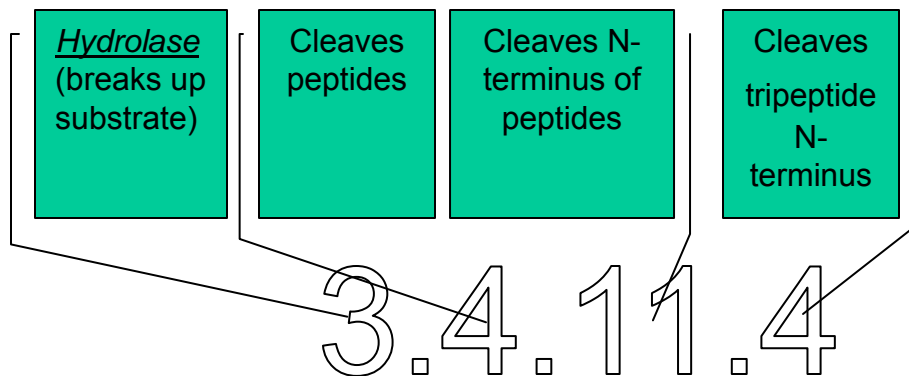 Hydrolase
(breaks up
substrate)
Cleaves
peptides
Cleaves N-
terminus of
peptides
Cleaves
tripeptide
N-
terminus
3.4.11.4